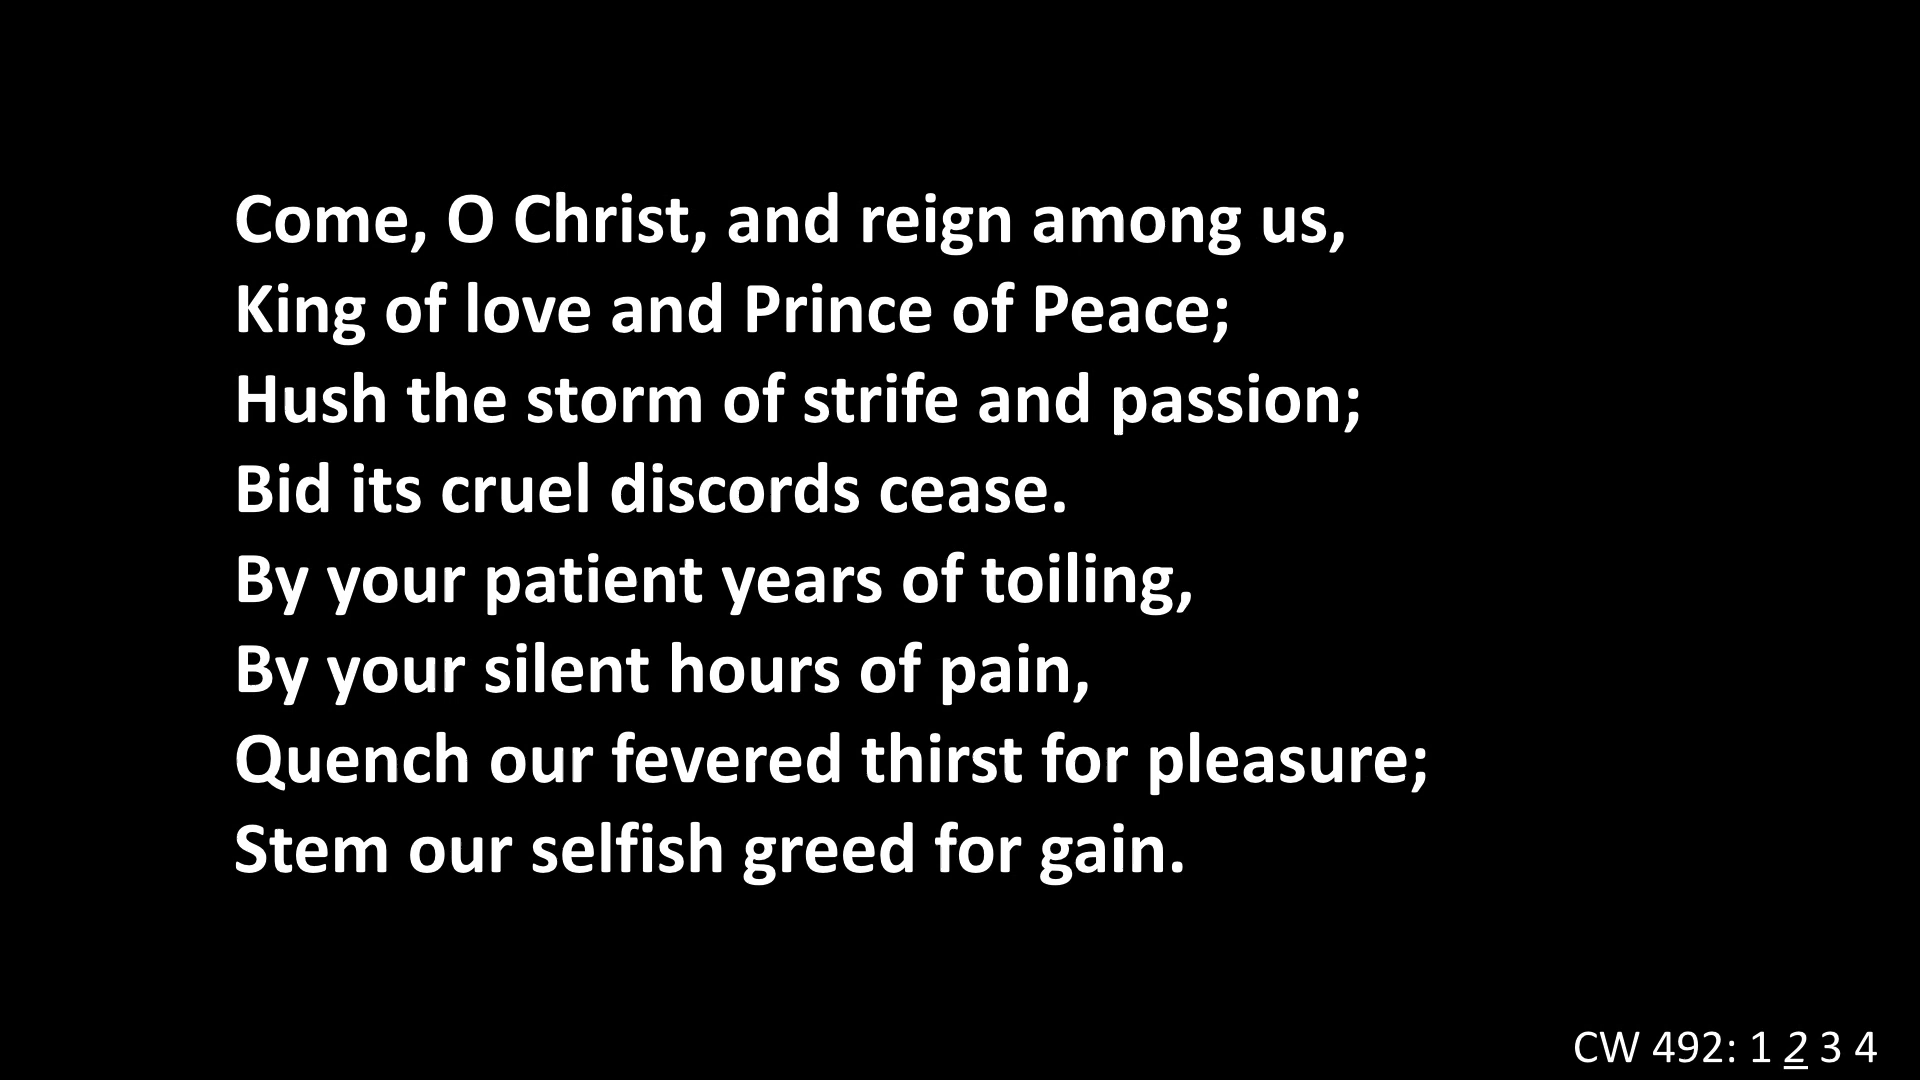 Come, O Christ, and reign among us,
King of love and Prince of Peace;
Hush the storm of strife and passion;
Bid its cruel discords cease.
By your patient years of toiling,
By your silent hours of pain,
Quench our fevered thirst for pleasure;
Stem our selfish greed for gain.
CW 492: 1 2 3 4